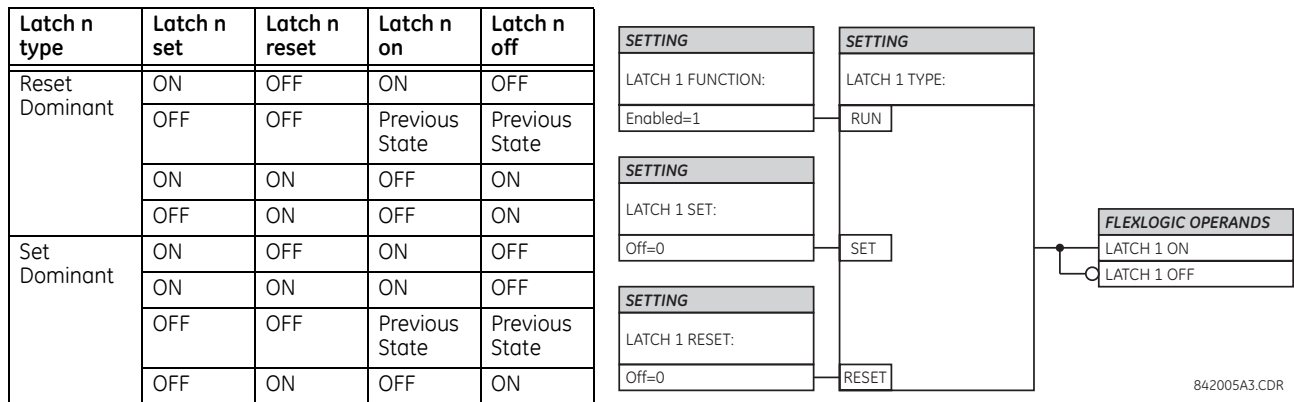 Latch n type Latch n set Latch n reset Latch n on Latch n off
Reset Dominant ON OFF ON OFF
OFF OFF Previous State Previous State
ON ON OFF ON
OFF ON OFF ON
Set Dominant ON OFF ON OFF
ON ON ON OFF
OFF OFF Previous State Previous State
OFF ON OFF ON
SETTING
LATCH 1 FUNCTION:
Enabled=1
SETTING
LATCH 1 SET:
Off=0
SETTING
LATCH 1 RESET:
Off=0
SETTING
LATCH 1 TYPE:
RUN
SET
RESET
FLEXLOGIC OPERANDS
LATCH 1 ON
LATCH 1 OFF
842005A3.CDR